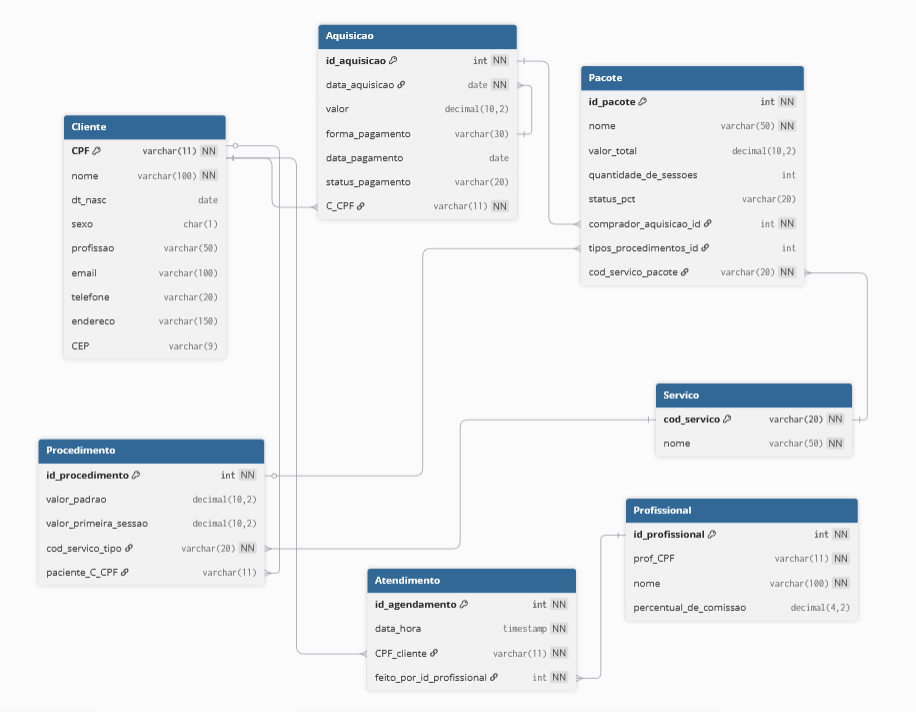 Aquisicao
id_aquisicao int NN
data_aquisicao date NN
valor decimal(10,2)
forma_pagamento varchar(30)
data_pagamento date
status_pagamento varchar(20)
C_CPF varchar(11) NN
Pacote
id_pacote int NN
nome varchar(50) NN
valor_total decimal(10,2)
quantidade_de_sessoes int
status_pct varchar(20)
comprador_aquisicao_id int NN
tipos_procedimentos_id int
cod_servico_pacote varchar(20) NN
Cliente
CPF varchar(11) NN
nome varchar(100) NN
dt_nasc date
sexo char(1)
profissao varchar(50)
email varchar(100)
telefone varchar(20)
endereco varchar(150)
CEP varchar(9)
Servico
cod_servico varchar(20) NN
nome varchar(50) NN
Procedimento
id_procedimento int NN
valor_padrao decimal(10,2)
valor_primeira_sessao decimal(10,2)
cod_servico_tipo varchar(20) NN
paciente_C_CPF varchar(11)
Profissional
id_profissional int NN
prof_CPF varchar(11) NN
nome varchar(100) NN
percentual_de_comissao decimal(4,2)
Atendimento
id_agendamento int NN
data_hora timestamp NN
CPF_cliente varchar(11) NN
feito_por_id_profissional int NN